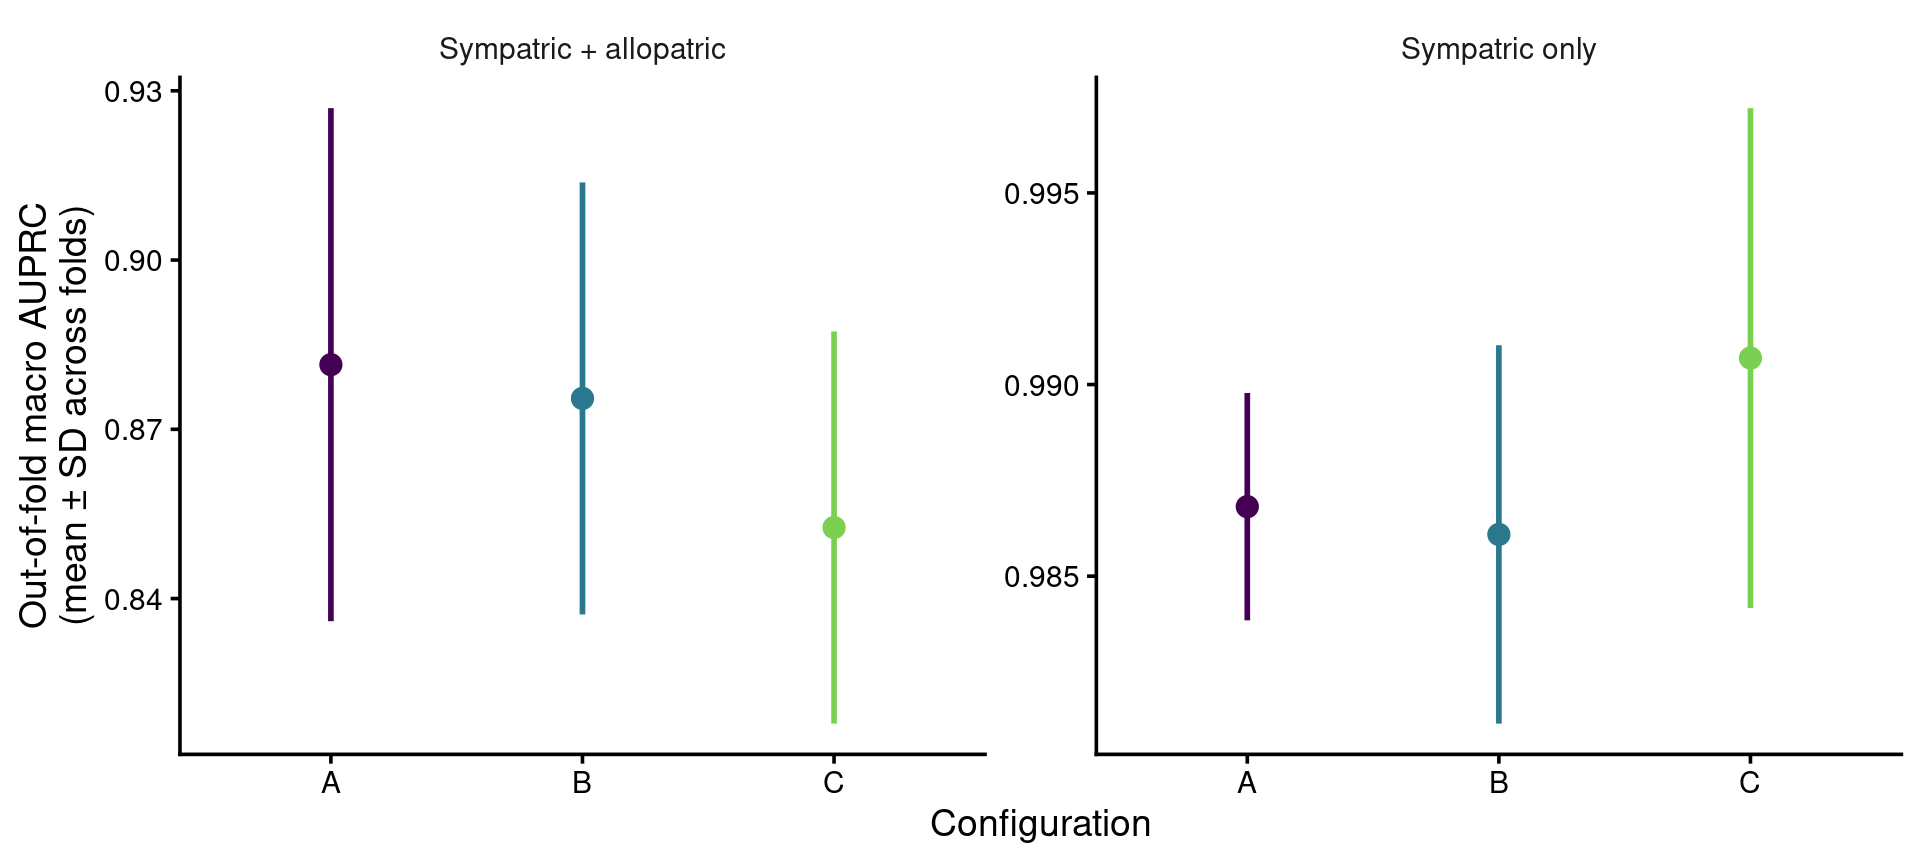 Sympatric + allopatric
Sympatric only
Out-of-fold macro AUPRC
(mean ± SD across folds)
0.93
0.90
0.87
0.84
0.995
0.990
0.985
A
B
C
A
B
C
Configuration